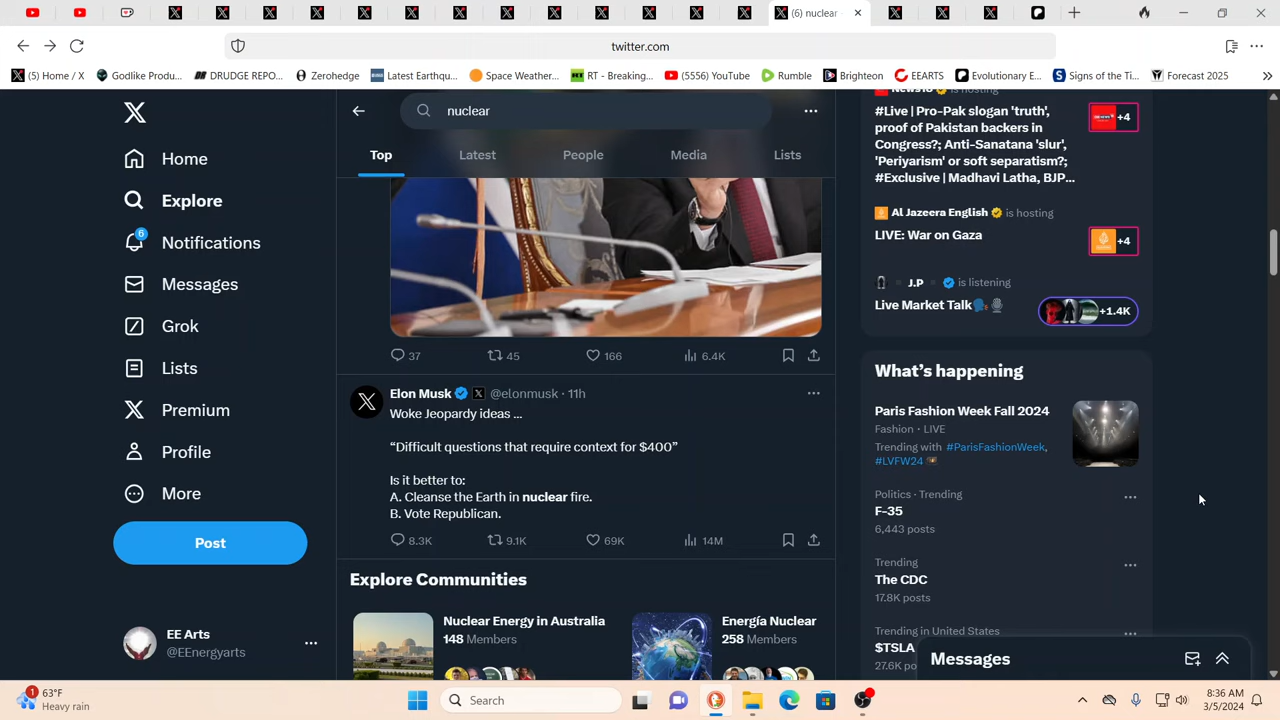 (6) nuclear
twitter.com
(5) Home / X
Godlike Produ...
DRUDGE REPO...
Zerohedge
Latest Earthqu...
Space Weather...
RT - Breaking...
(5556) YouTube
Rumble
Brighteon
EEARTS
Evolutionary E...
Signs of the Ti...
Forecast 2025
Home
Explore
6
Notifications
Messages
Grok
Lists
Premium
Profile
More
Post
EE Arts
@EEnergyarts
nuclear
Top
Latest
People
Media
Lists
37
45
166
6.4K
Elon Musk @elonmusk · 11h
Woke Jeopardy ideas ...
“Difficult questions that require context for $400”
Is it better to:
A. Cleanse the Earth in nuclear fire.
B. Vote Republican.
8.3K
9.1K
69K
14M
Explore Communities
Nuclear Energy in Australia
148 Members
Energía Nuclear
258 Members
is hosting
#Live | Pro-Pak slogan 'truth',
proof of Pakistan backers in
Congress?; Anti-Sanatana 'slur',
'Periyarism' or soft separatism?;
#Exclusive | Madhavi Latha, BJP...
+4
Al Jazeera English is hosting
LIVE: War on Gaza
+4
J.P is listening
Live Market Talk
+1.4K
What’s happening
Paris Fashion Week Fall 2024
Fashion · LIVE
Trending with #ParisFashionWeek,
#LVFW24
Politics · Trending
F-35
6,443 posts
Trending
The CDC
17.8K posts
Trending in United States
$TSLA
27.6K po
Messages
1
63°F
Heavy rain
Search
8:36 AM
3/5/2024